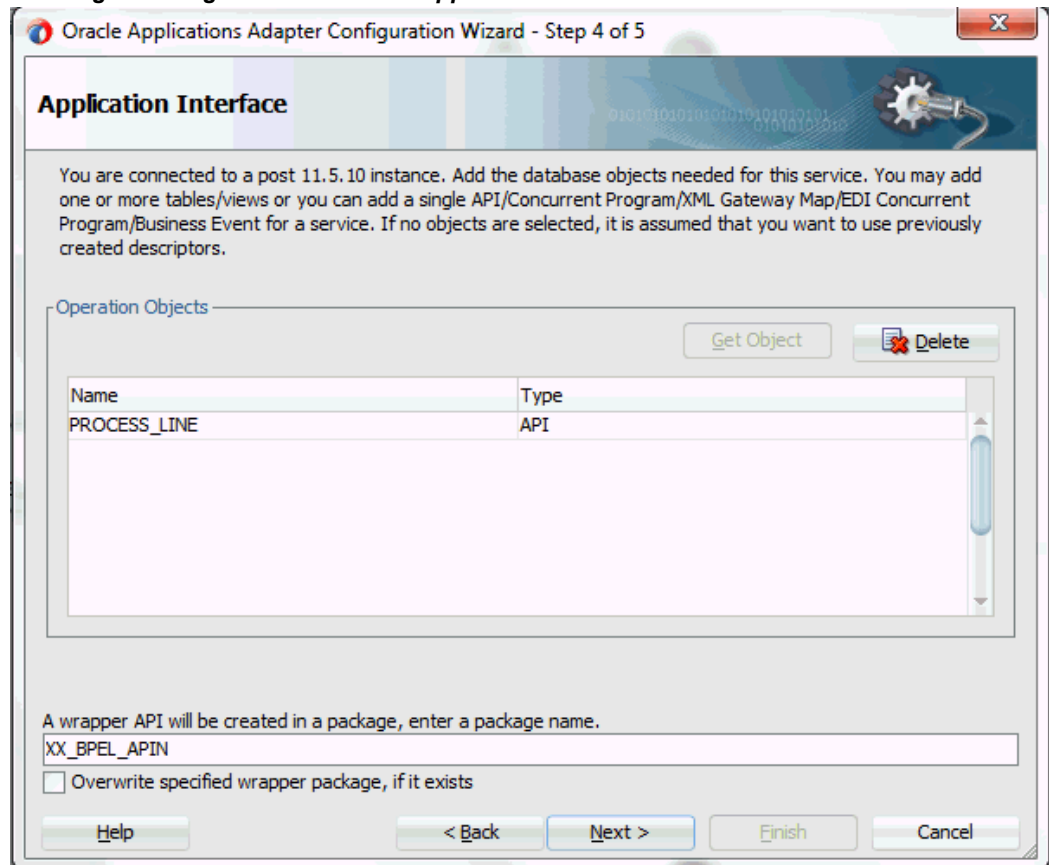 Oracle Applications Adapter Configuration Wizard - Step 4 of 5
Application Interface
You are connected to a post 11.5.10 instance. Add the database objects needed for this service. You may add
one or more tables/views or you can add a single API/Concurrent Program/XML Gateway Map/EDI Concurrent
Program/Business Event for a service. If no objects are selected, it is assumed that you want to use previously
created descriptors.
Operation Objects
Get Object
Delete
Name Type
PROCESS_LINE API
A wrapper API will be created in a package, enter a package name.
XX_BPEL_APIN
Overwrite specified wrapper package, if it exists
Help < Back Next > Finish Cancel